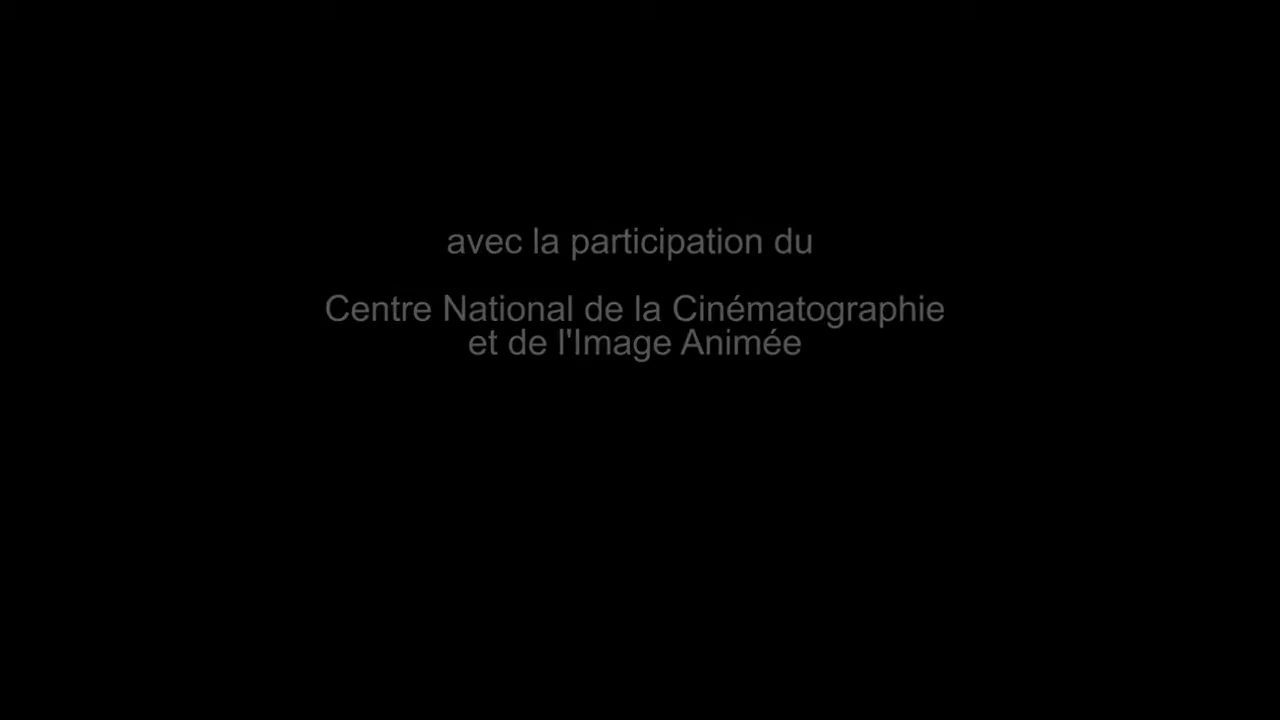 avec la participation du
Centre National de la Cinématographie
et de l'Image Animée